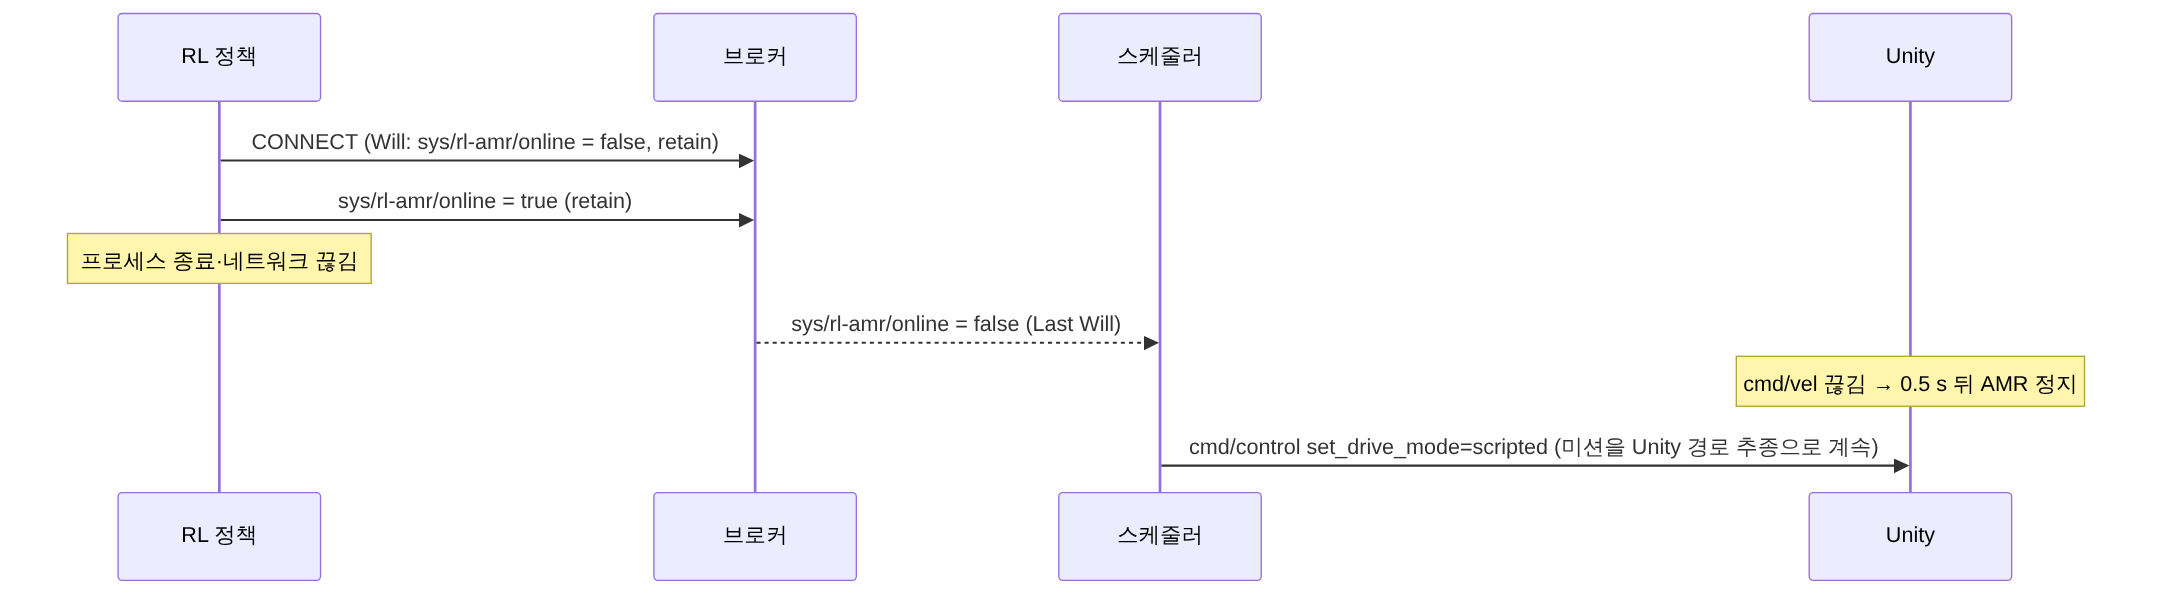 RL 정책
브로커
스케줄러
Unity
CONNECT (Will: sys/rl-amr/online = false, retain)
sys/rl-amr/online = true (retain)
프로세스 종료·네트워크 끊김
sys/rl-amr/online = false (Last Will)
cmd/vel 끊김 → 0.5 s 뒤 AMR 정지
cmd/control set_drive_mode=scripted (미션을 Unity 경로 추종으로 계속)
RL 정책
브로커
스케줄러
Unity